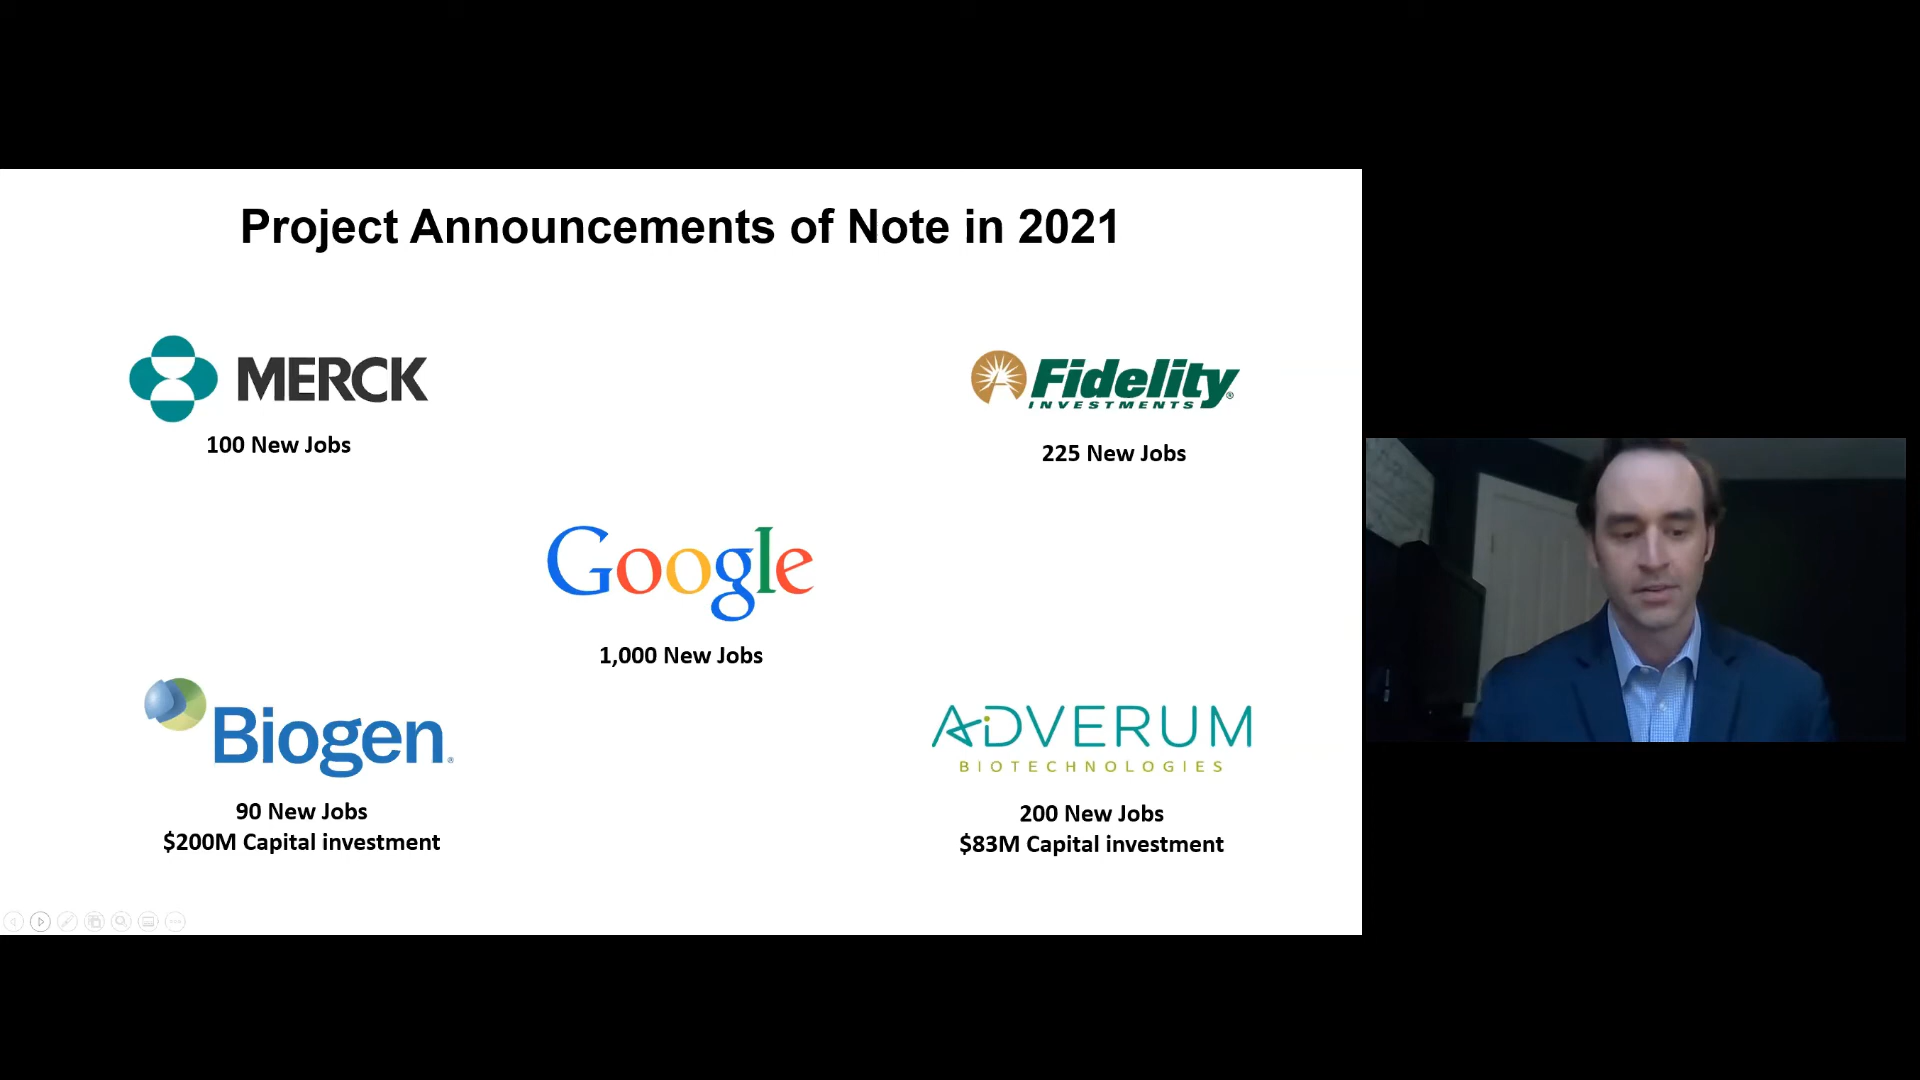 Project Announcements of Note in 2021
MERCK
100 New Jobs
Fidelity
INVESTMENTS
225 New Jobs
Google
1,000 New Jobs
Biogen
90 New Jobs
$200M Capital investment
ADVERUM
BIOTECHNOLOGIES
200 New Jobs
$83M Capital investment